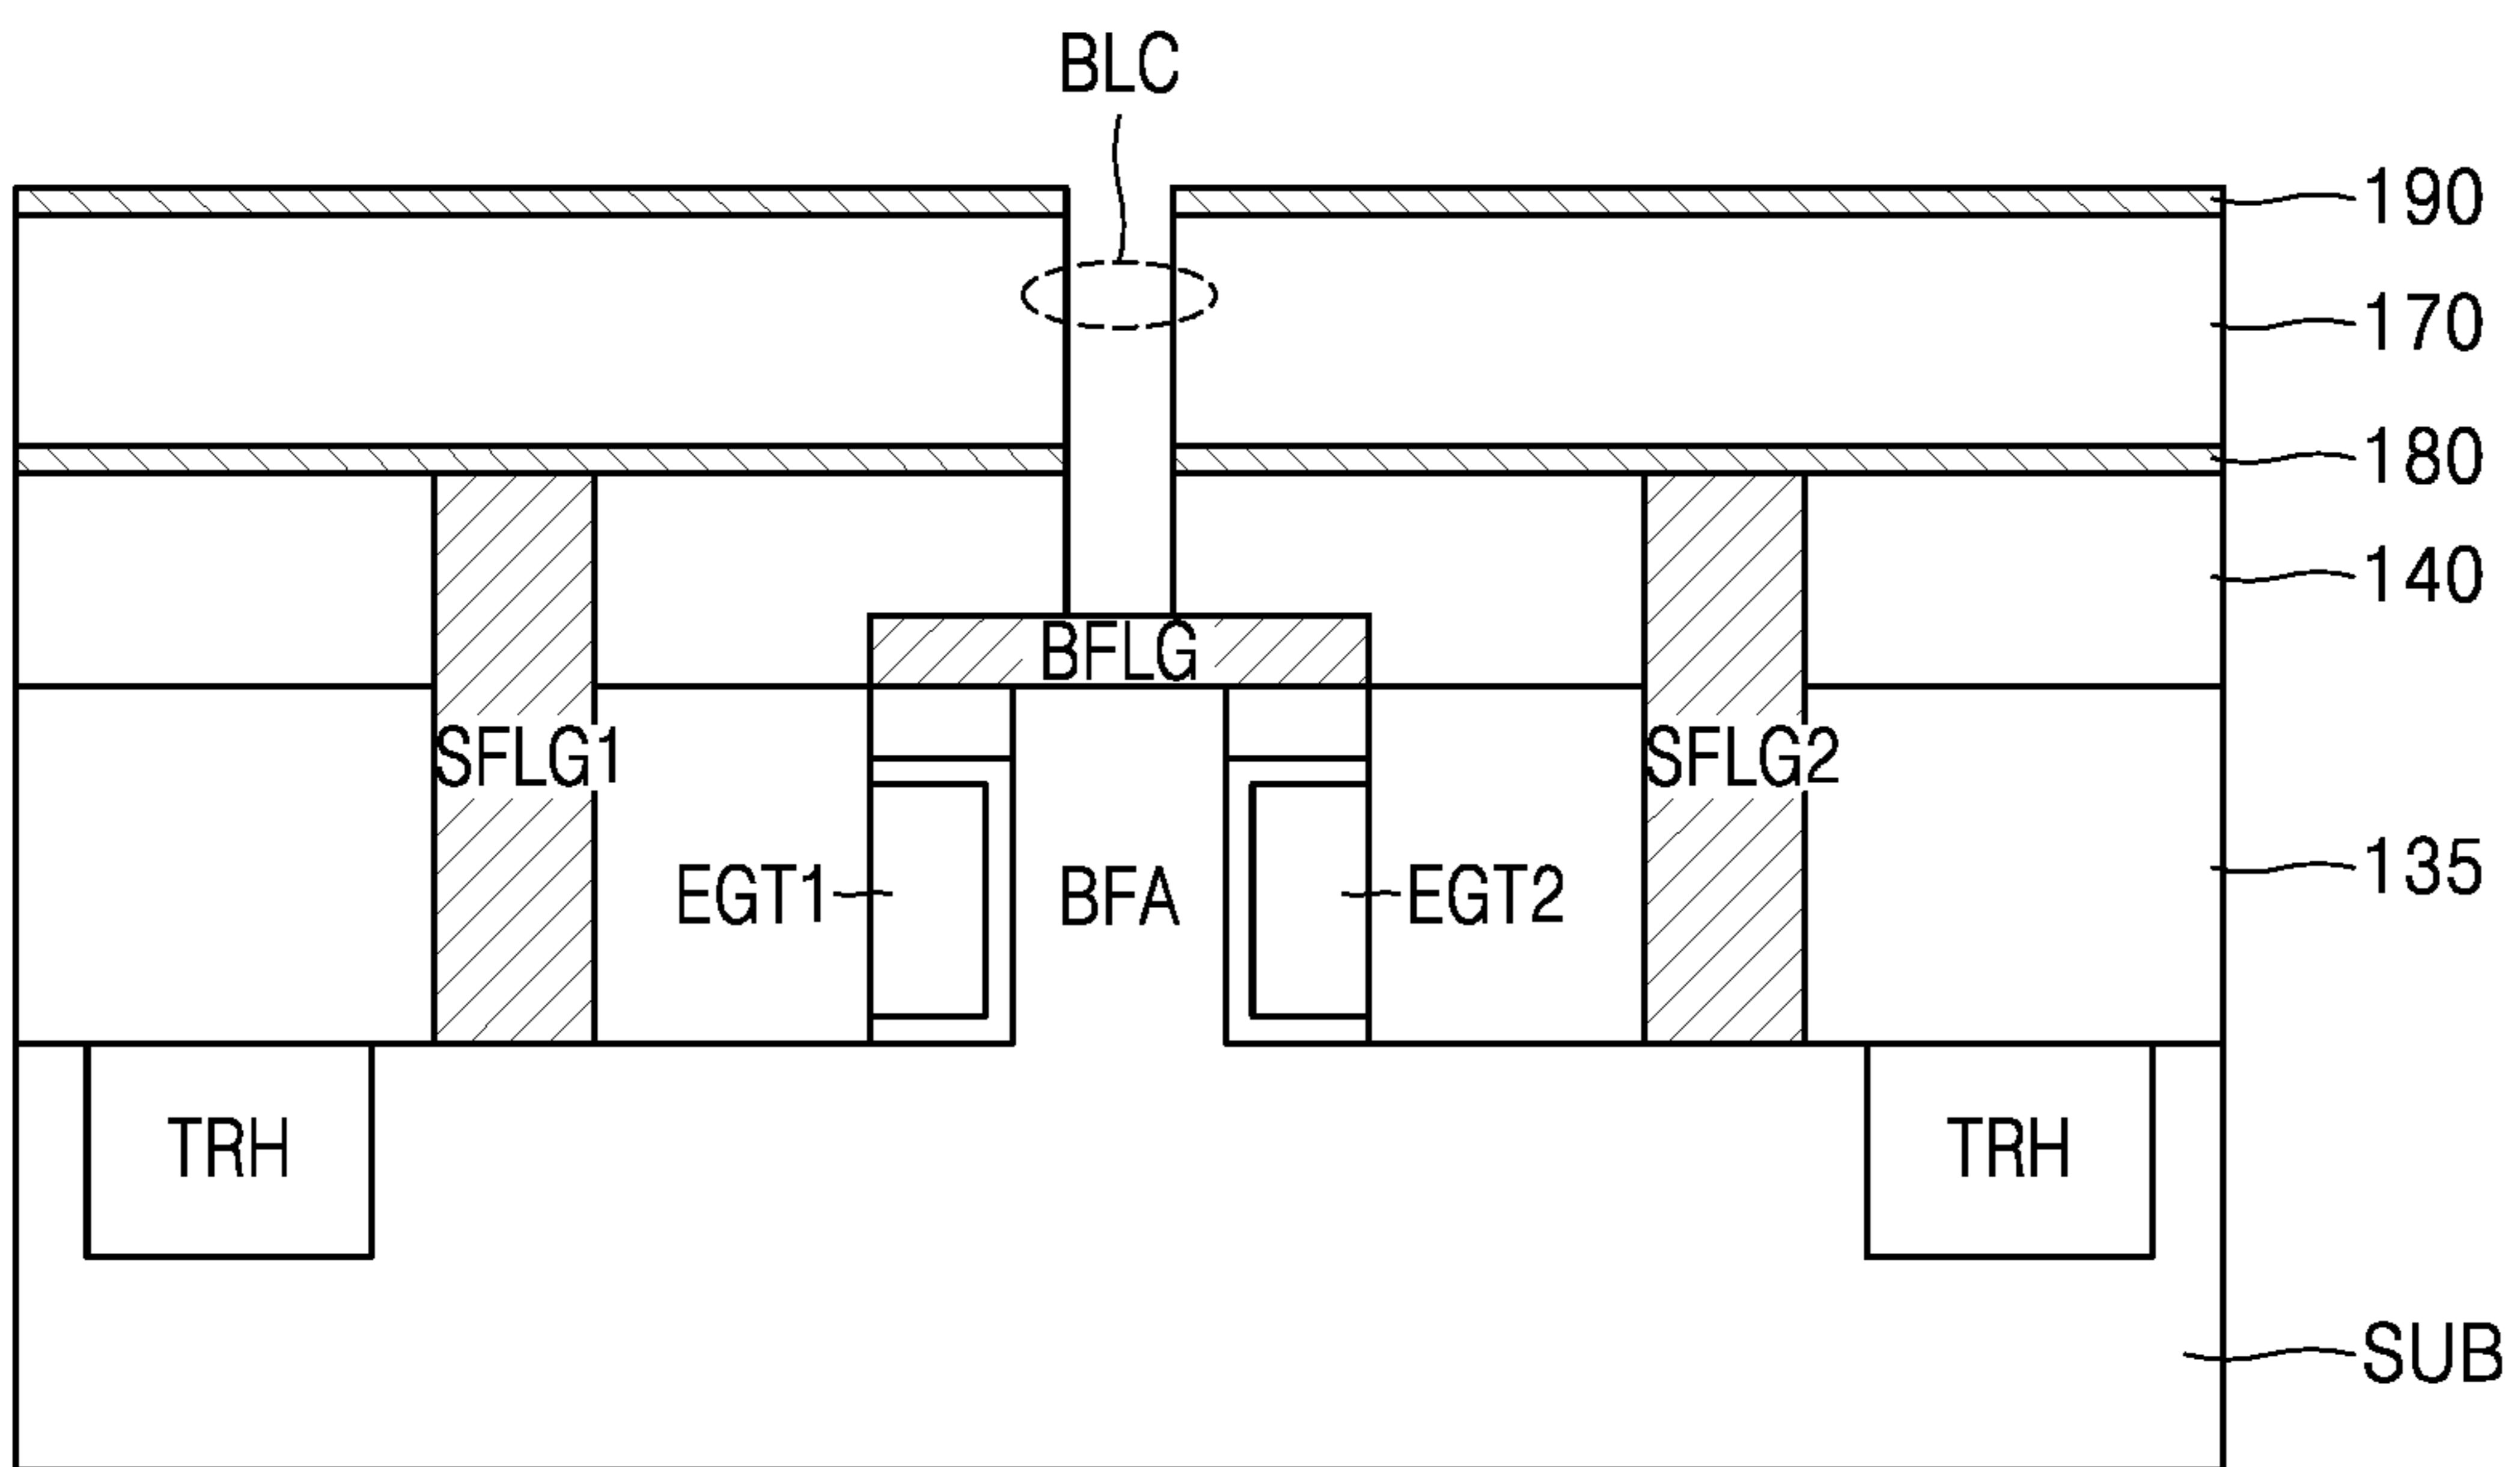 BLC
190
170
180
140
BFLG
SFLG1
SFLG2
EGT1
BFA
EGT2
135
TRH
TRH
SUB